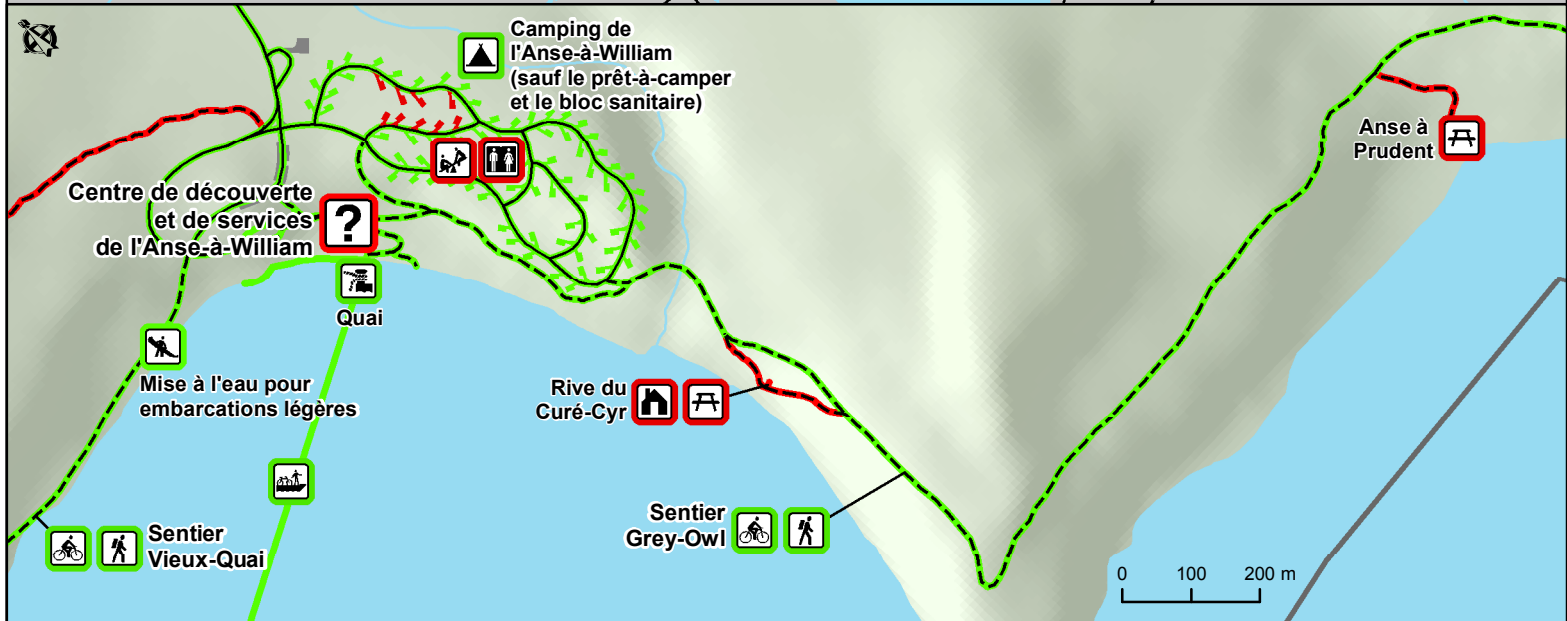 Camping de
l'Anse-à-William
(sauf le prêt-à-camper
et le bloc sanitaire)
Anse à
Prudent
Centre de découverte
et de services
de l'Anse-à-William
?
Quai
Mise à l'eau pour
embarcations légères
Rive du
Curé-Cyr
Sentier
Grey-Owl
Sentier
Vieux-Quai
0 100 200 m